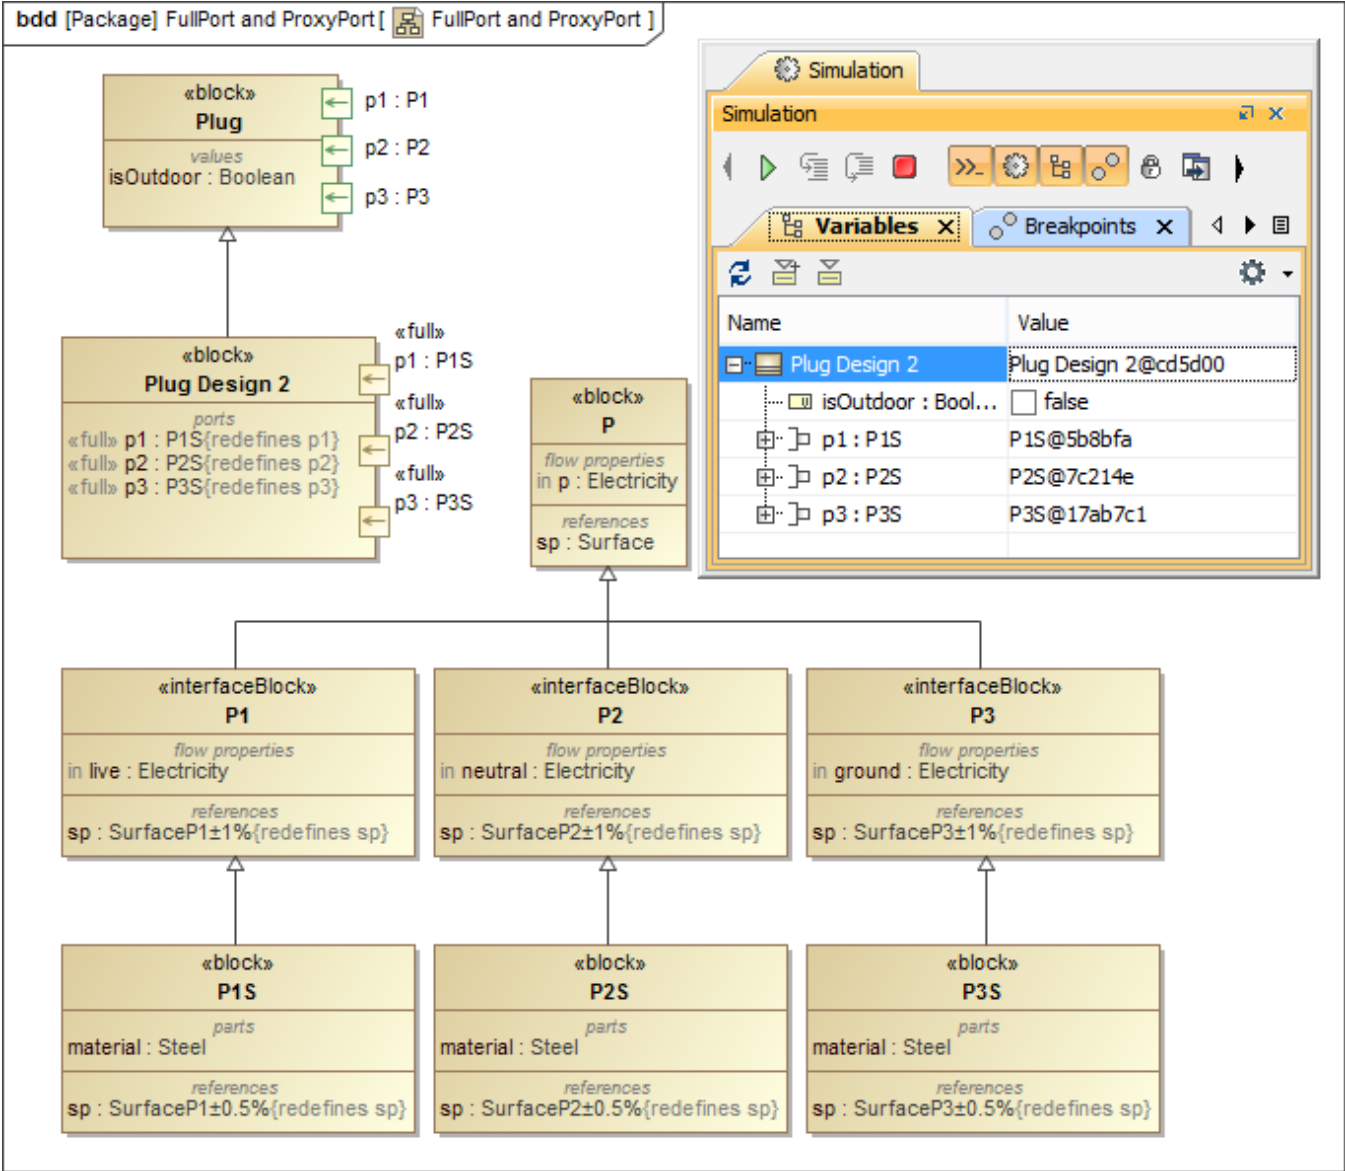 bdd [Package] FullPort and ProxyPort [ FullPort and ProxyPort ]
«block»
Plug
values
isOutdoor : Boolean
p1 : P1
p2 : P2
p3 : P3
«block»
Plug Design 2
ports
«full» p1 : P1S{redefines p1}
«full» p2 : P2S{redefines p2}
«full» p3 : P3S{redefines p3}
«full»
p1 : P1S
«full»
p2 : P2S
«full»
p3 : P3S
«block»
P
flow properties
in p : Electricity
references
sp : Surface
Simulation
Simulation
Variables
Breakpoints
Name Value
Plug Design 2 Plug Design 2@cd5d00
isOutdoor : Bool... false
p1 : P1S P1S@5b8bfa
p2 : P2S P2S@7c214e
p3 : P3S P3S@17ab7c1
«interfaceBlock»
P1
flow properties
in live : Electricity
references
sp : SurfaceP1±1%{redefines sp}
«interfaceBlock»
P2
flow properties
in neutral : Electricity
references
sp : SurfaceP2±1%{redefines sp}
«interfaceBlock»
P3
flow properties
in ground : Electricity
references
sp : SurfaceP3±1%{redefines sp}
«block»
P1S
parts
material : Steel
references
sp : SurfaceP1±0.5%{redefines sp}
«block»
P2S
parts
material : Steel
references
sp : SurfaceP2±0.5%{redefines sp}
«block»
P3S
parts
material : Steel
references
sp : SurfaceP3±0.5%{redefines sp}